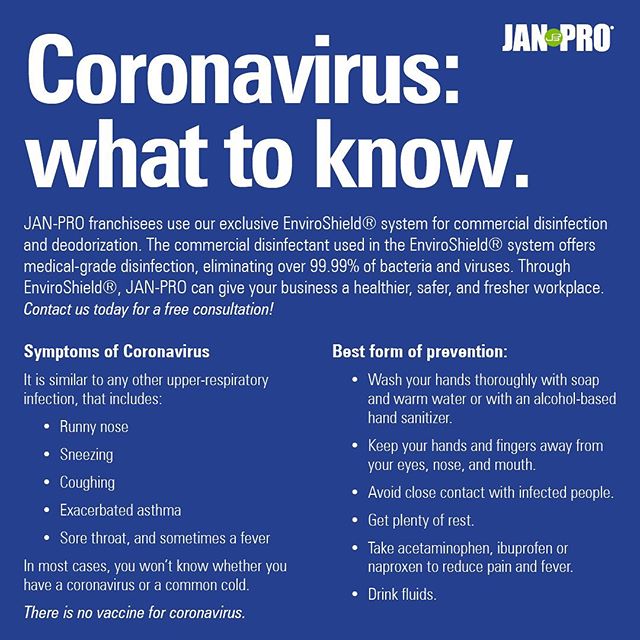 Coronavirus:
what to know.
JAN-PRO®
JAN-PRO franchisees use our exclusive EnviroShield® system for commercial disinfection
and deodorization. The commercial disinfectant used in the EnviroShield® system offers
medical-grade disinfection, eliminating over 99.99% of bacteria and viruses. Through
EnviroShield®, JAN-PRO can give your business a healthier, safer, and fresher workplace.
Contact us today for a free consultation!
Symptoms of Coronavirus
It is similar to any other upper-respiratory
infection, that includes:
• Runny nose
• Sneezing
• Coughing
• Exacerbated asthma
• Sore throat, and sometimes a fever
In most cases, you won't know whether you
have a coronavirus or a common cold.
There is no vaccine for coronavirus.
Best form of prevention:
• Wash your hands thoroughly with soap
and warm water or with an alcohol-based
hand sanitizer.
• Keep your hands and fingers away from
your eyes, nose, and mouth.
• Avoid close contact with infected people.
• Get plenty of rest.
• Take acetaminophen, ibuprofen or
naproxen to reduce pain and fever.
• Drink fluids.